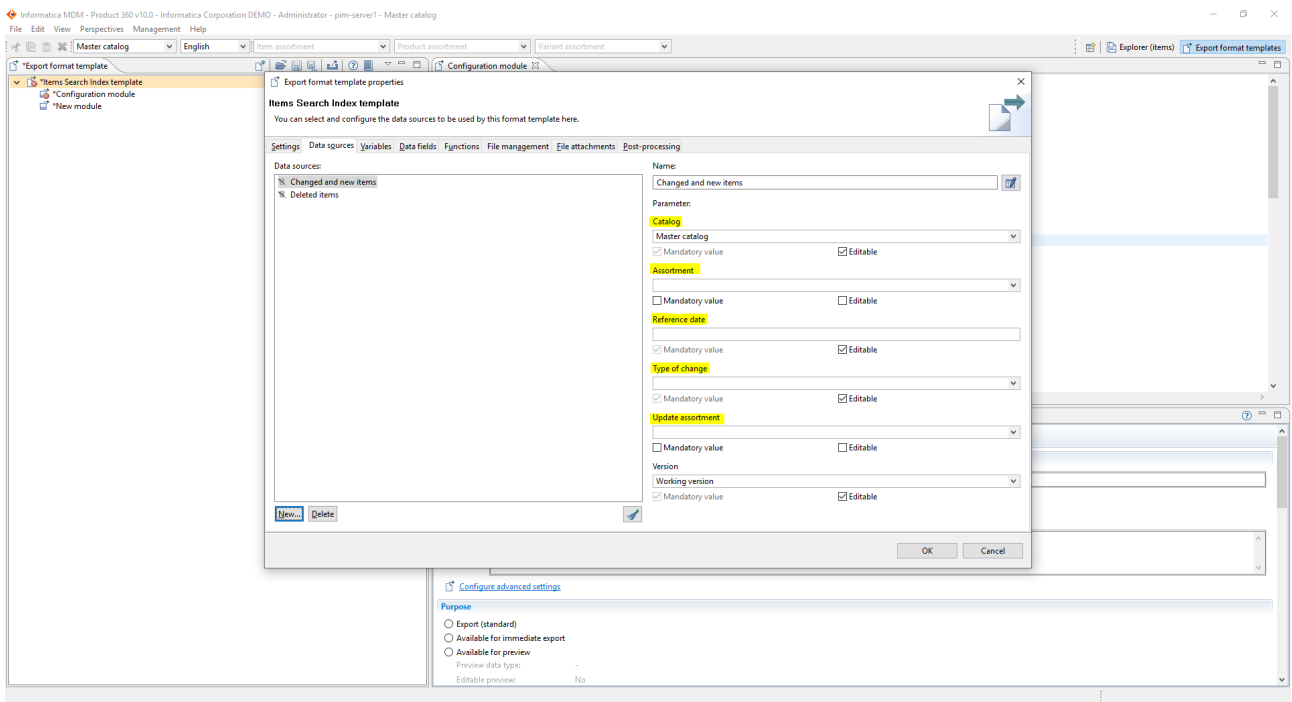 Informatica MDM - Product 360 v10.0 - Informatica Corporation DEMO - Administrator - pim-server1 - Master catalog
File Edit View Perspectives Management Help
Master catalog English Item assortment Product assortment Variant assortment Explorer (items) Export format templates
*Export format template
Configuration module
*Items Search Index template
*Configuration module
*New module
Export format template properties
Items Search Index template
You can select and configure the data sources to be used by this format template here.
Settings Data sources Variables Data fields Functions File management File attachments Post-processing
Data sources:
Changed and new items
Deleted items
New... Delete
Name:
Changed and new items
Parameter:
Catalog
Master catalog
Mandatory value Editable
Assortment
Mandatory value Editable
Reference date
Mandatory value Editable
Type of change
Mandatory value Editable
Update assortment
Mandatory value Editable
Version
Working version
Mandatory value Editable
OK Cancel
Configure advanced settings
Purpose
Export (standard)
Available for immediate export
Available for preview
Preview data type: -
Editable preview: No